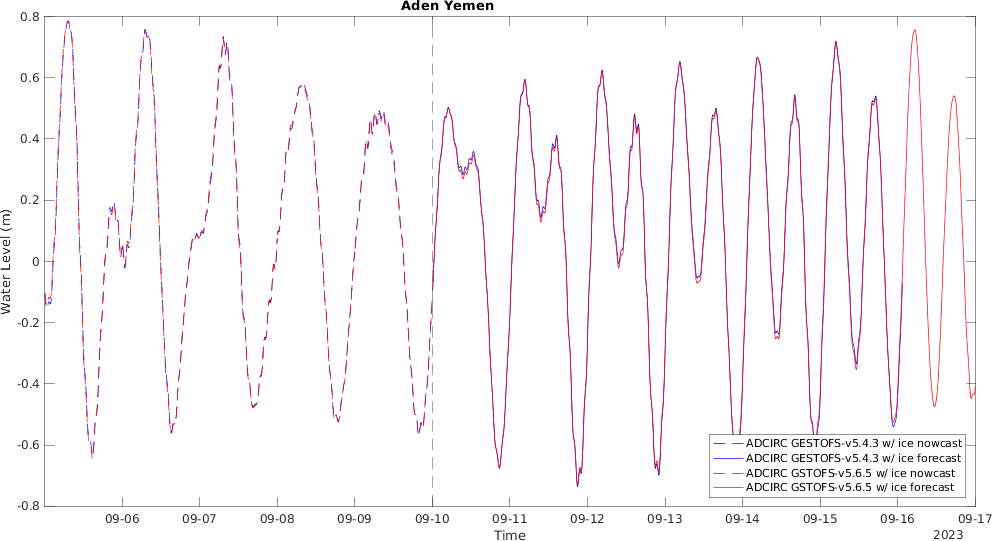 Aden Yemen
0.8
0.6
0.4
0.2
0
-0.2
-0.4
-0.6
-0.8
Water Level (m)
ADCIRC GESTOFS-v5.4.3 w/ ice nowcast
ADCIRC GESTOFS-v5.4.3 w/ ice forecast
ADCIRC GSTOFS-v5.6.5 w/ ice nowcast
ADCIRC GSTOFS-v5.6.5 w/ ice forecast
09-06 09-07 09-08 09-09 09-10 09-11 09-12 09-13 09-14 09-15 09-16 09-17
Time
2023